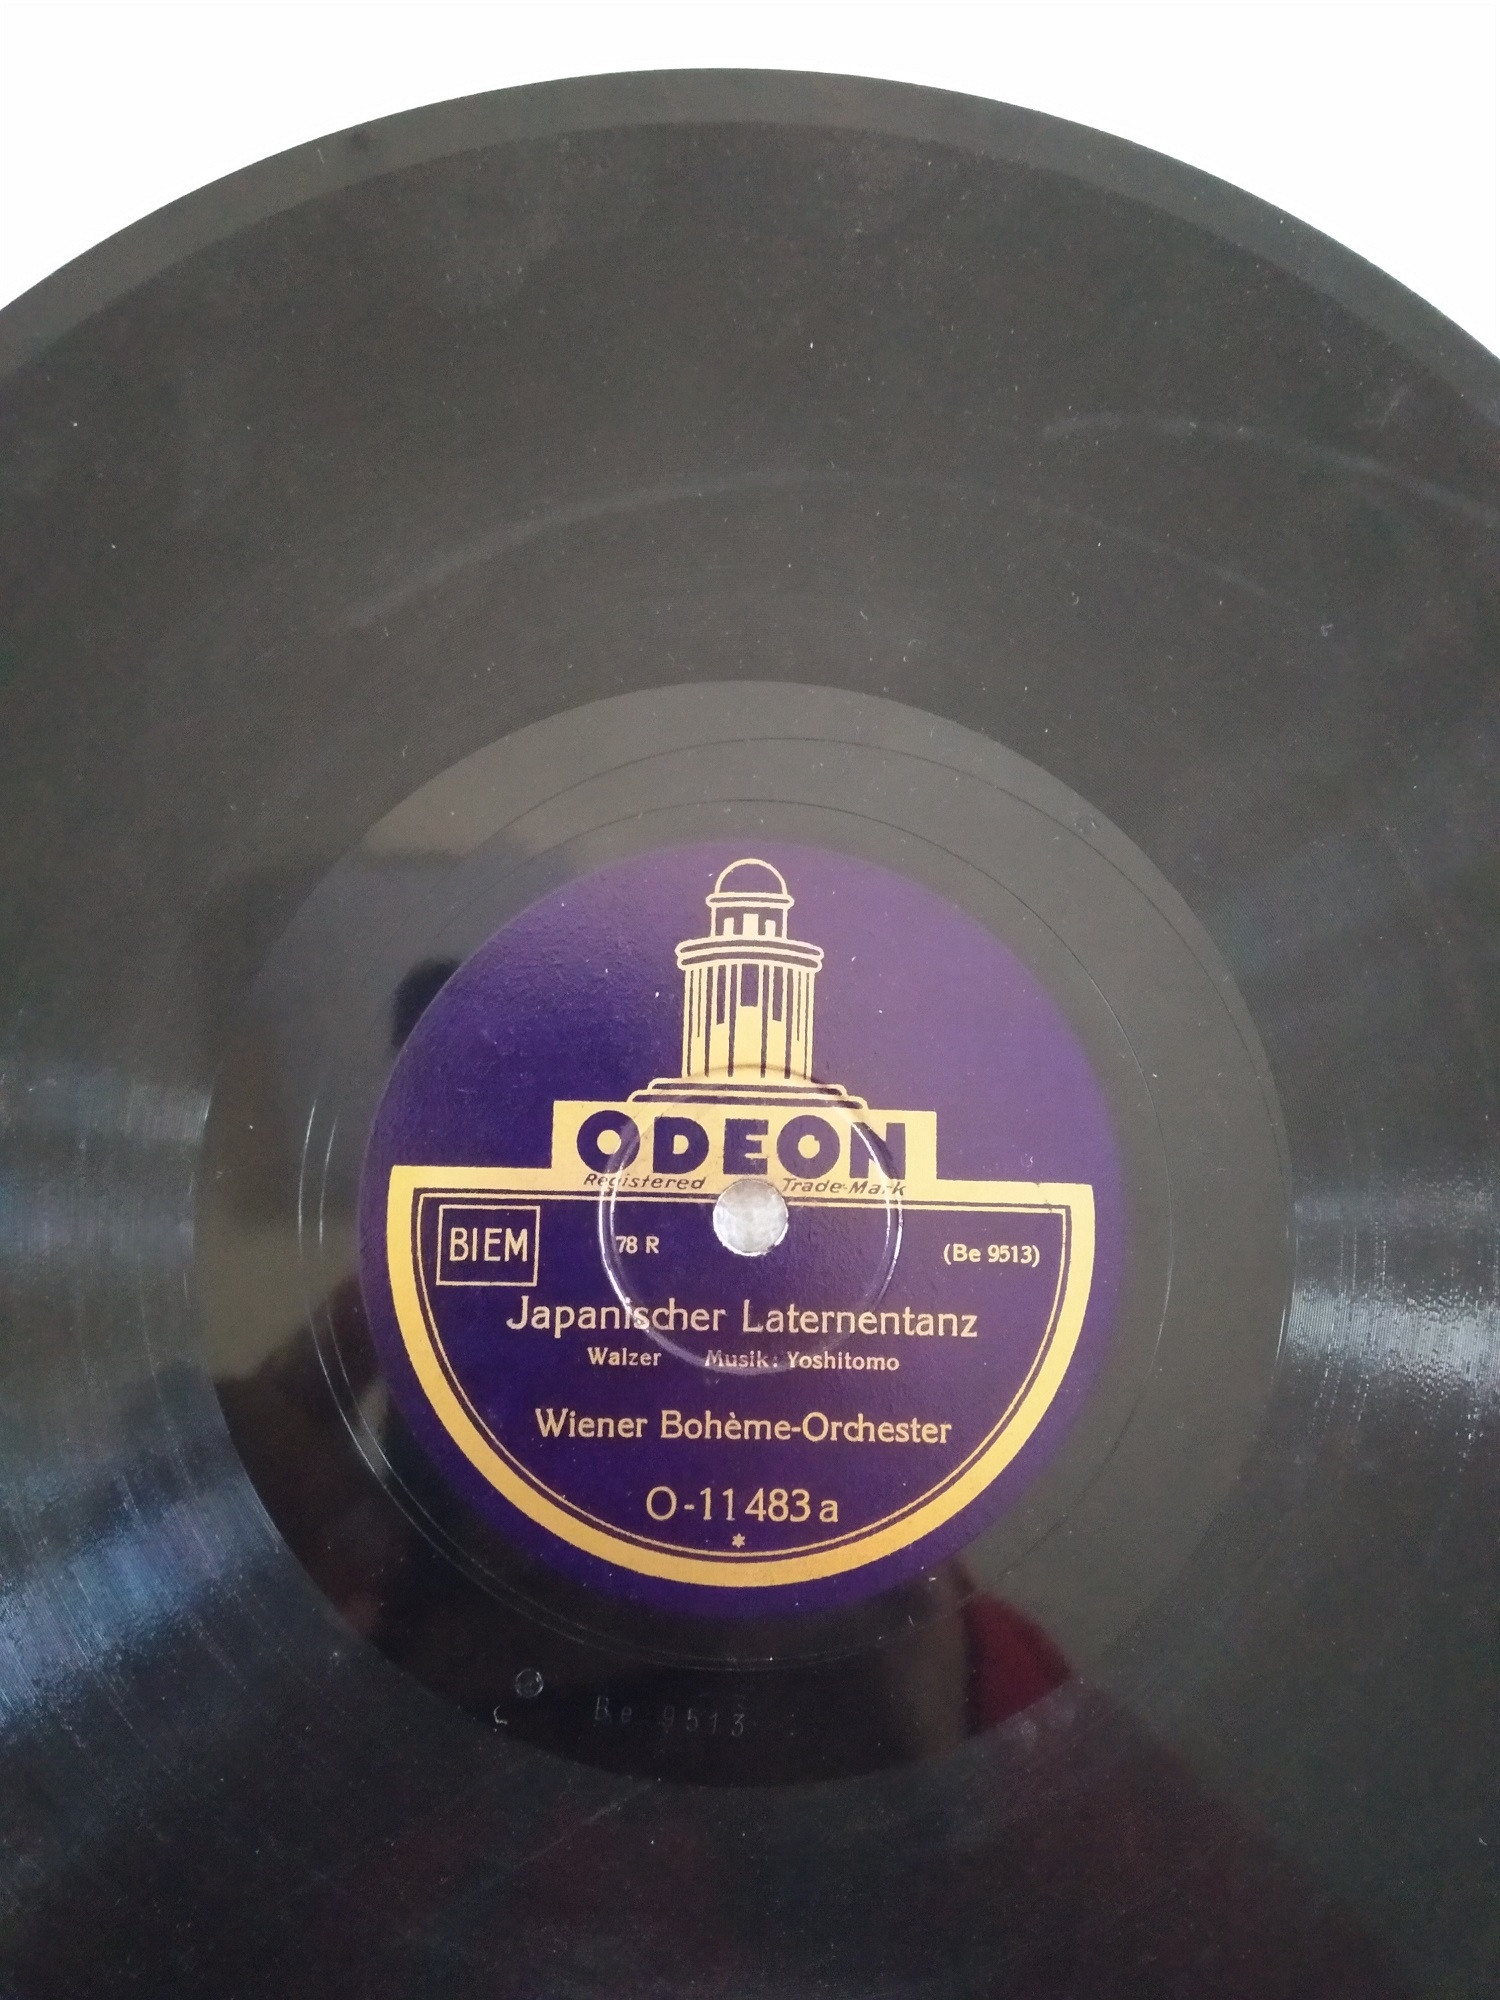 ODEON
Registered Trade-Mark
BIEM 78 R (Be 9513)
Japanischer Laternentanz
Walzer Musik: Yoshitomo
Wiener Bohème-Orchester
O-11483 a
*
Be 9513